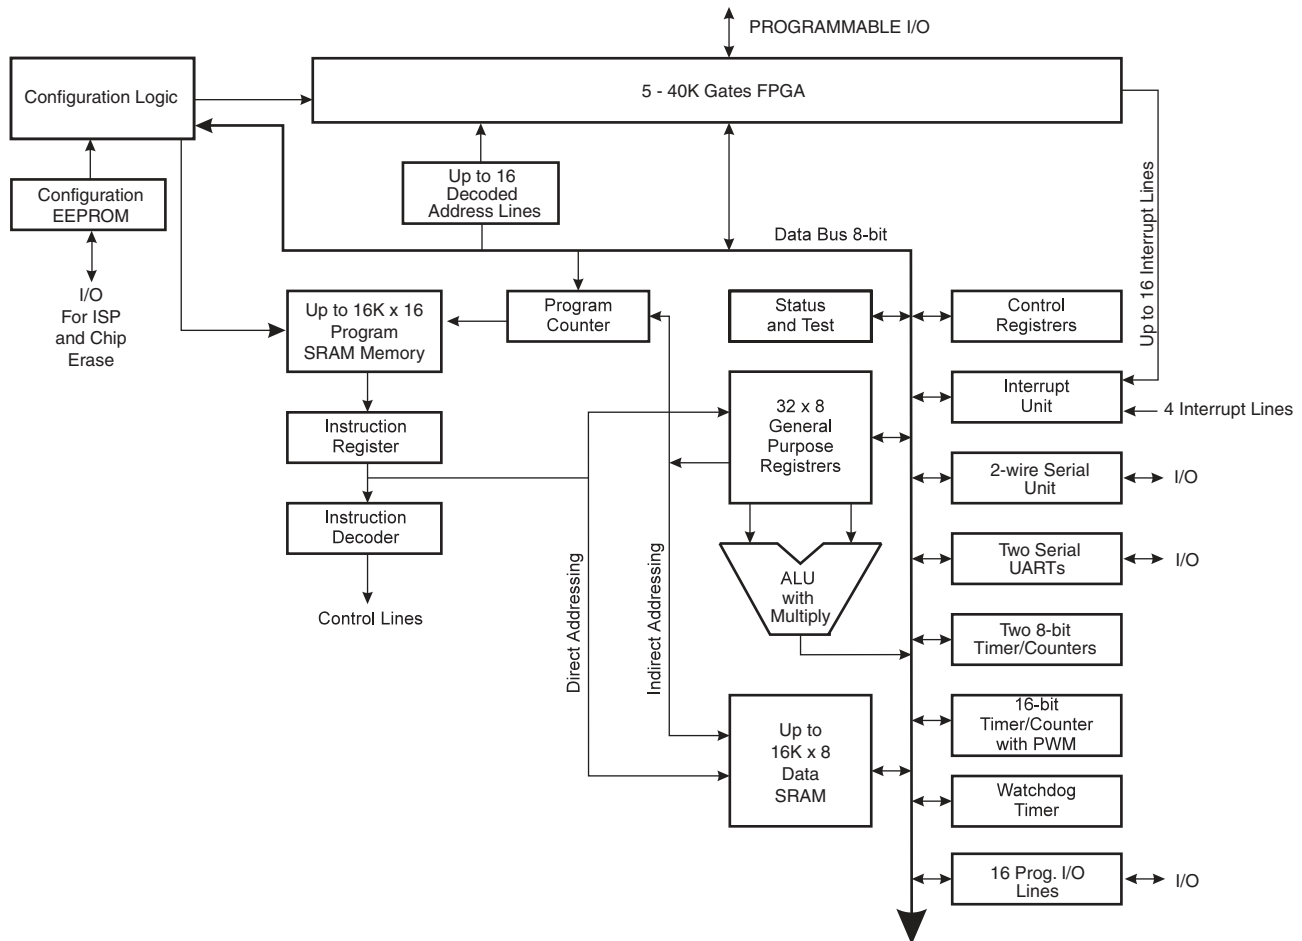 PROGRAMMABLE I/O
Configuration Logic
5 - 40K Gates FPGA
Up to 16
Decoded
Address Lines
Configuration
EEPROM
Up to 16 Interrupt Lines
Data Bus 8-bit
I/O
For ISP
and Chip
Erase
Up to 16K x 16
Program
SRAM Memory
Program
Counter
Status
and Test
Control
Registrers
Interrupt
Unit
4 Interrupt Lines
32 x 8
General
Purpose
Registrers
Instruction
Register
2-wire Serial
Unit
I/O
Instruction
Decoder
Two Serial
UARTs
I/O
Direct Addressing
Indirect Addressing
ALU
with
Multiply
Control Lines
Two 8-bit
Timer/Counters
16-bit
Timer/Counter
with PWM
Up to
16K x 8
Data
SRAM
Watchdog
Timer
16 Prog. I/O
Lines
I/O